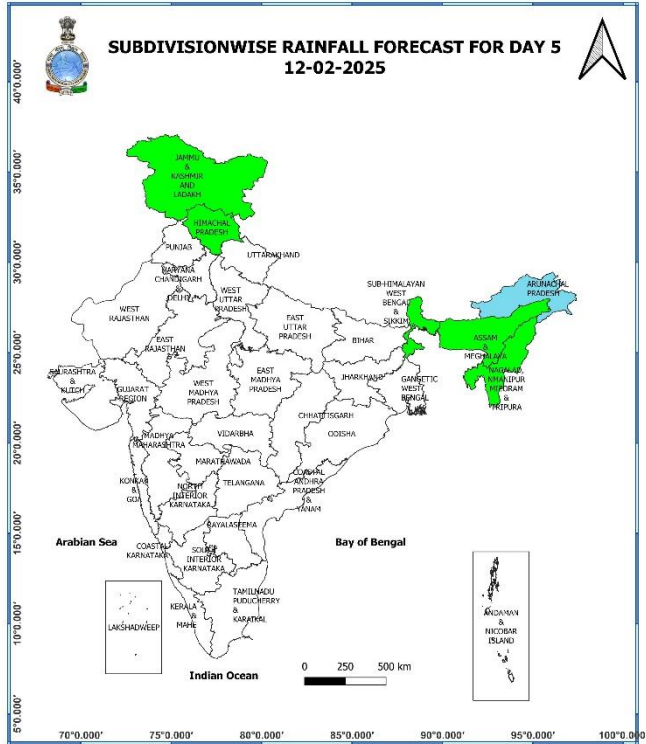 SUBDIVISIONWISE RAINFALL FORECAST FOR DAY 5
12-02-2025
40°0.000'
35°0.000'
30°0.000'
25°0.000'
20°0.000'
15°0.000'
10°0.000'
5°0.000'
JAMMU
&
KASHMIR
AND
LADAKH
HIMACHAL
PRADESH
PUNJAB
UTTARAKHAND
HARYANA
CHANDIGARH
&
DELHI
WEST
UTTAR
PRADESH
SUB-HIMALAYAN
WEST
BENGAL
&
SIKKIM
ARUNACHAL
PRADESH
WEST
RAJASTHAN
EAST
RAJASTHAN
EAST
UTTAR
PRADESH
BIHAR
ASSAM
&
MEGHALAYA
SAURASHTRA
&
KUTCH
GUJARAT
REGION
WEST
MADHYA
PRADESH
EAST
MADHYA
PRADESH
JHARKHAND
GANGETIC
WEST
BENGAL
MIZORAM
&
TRIPURA
CHHATTISGARH
ODISHA
MADHYA
MAHARASHTRA
VIDARBHA
MARATHWADA
TELANGANA
KONKAN
&
GOA
NORTH
INTERIOR
KARNATAKA
COASTAL
ANDHRA
PRADESH
&
YANAM
RAYALASEEMA
Arabian Sea
Bay of Bengal
COASTAL
KARNATAKA
SOUTH
INTERIOR
KARNATAKA
TAMILNADU
PUDUCHERRY
&
KARAIKAL
KERALA
&
MAHE
LAKSHADWEEP
ANDAMAN
&
NICOBAR
ISLAND
Indian Ocean
0 250 500 km
70°0.000' 75°0.000' 80°0.000' 85°0.000' 90°0.000' 95°0.000' 100°0.000'